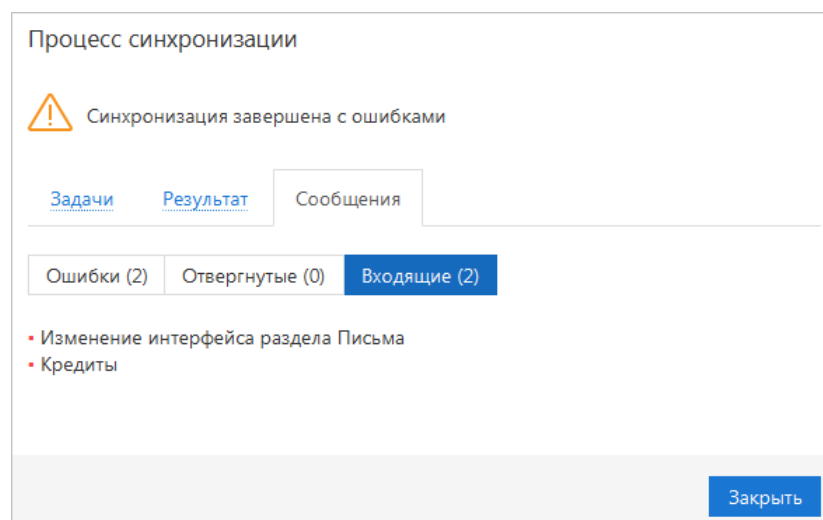 Процесс синхронизации
Синхронизация завершена с ошибками
Задачи Результат Сообщения
Ошибки (2) Отвергнутые (0) Входящие (2)
▪ Изменение интерфейса раздела Письма
▪ Кредиты
Закрыть